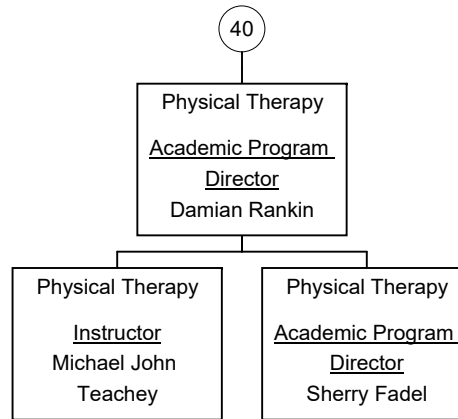 40
Physical Therapy
Academic Program
Director
Damian Rankin
Physical Therapy
Instructor
Michael John
Teachey
Physical Therapy
Academic Program
Director
Sherry Fadel